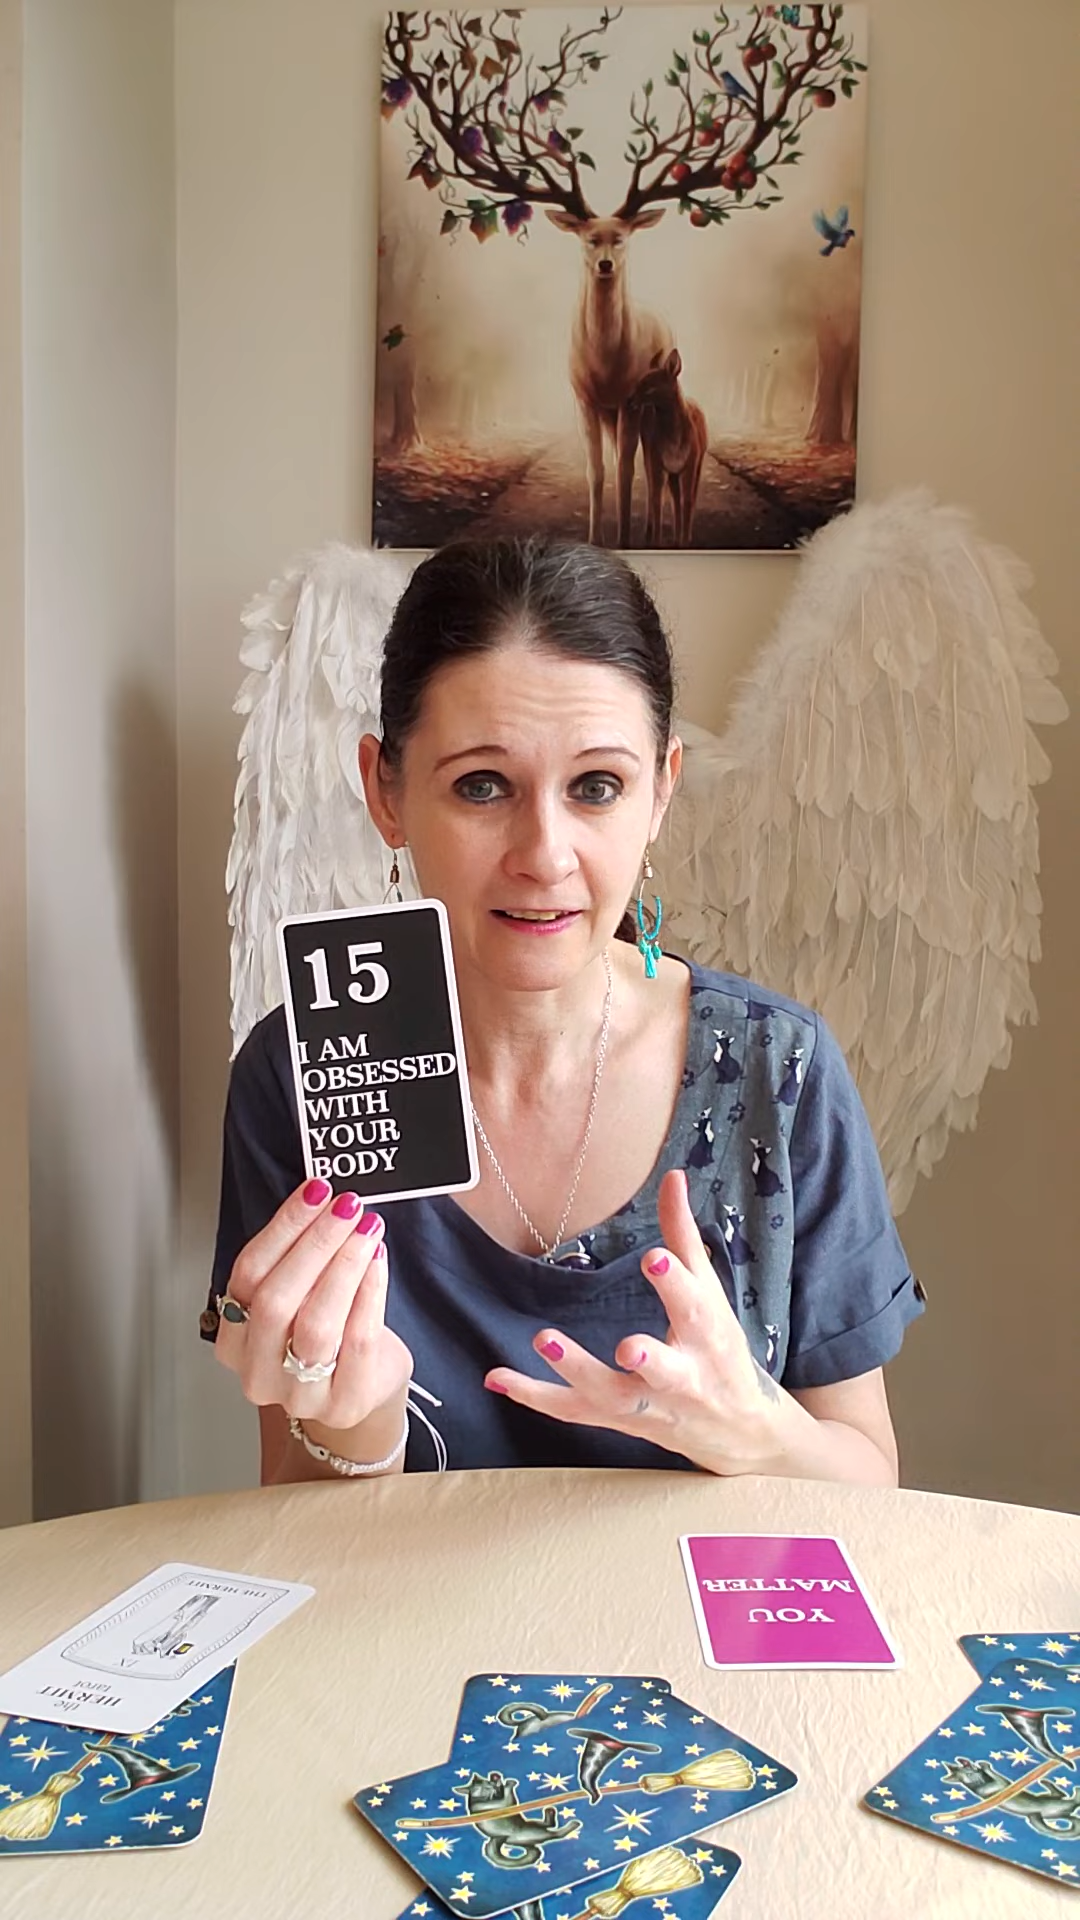 15
I AM
OBSESSED
WITH
YOUR
BODY
YOU
MATTER
THE HERMIT
IX
the
HERMIT
tarot